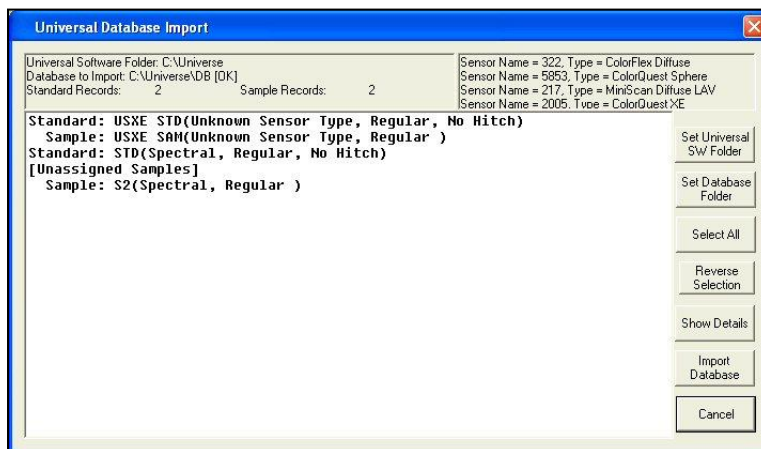 Universal Database Import
Universal Software Folder: C:\Universe
Database to Import: C:\Universe\DB [OK]
Standard Records: 2 Sample Records: 2
Sensor Name = 322, Type = ColorFlex Diffuse
Sensor Name = 5853, Type = ColorQuest Sphere
Sensor Name = 217, Type = MiniScan Diffuse LAV
Sensor Name = 2005, Type = ColorQuest XE
Standard: USXE STD(Unknown Sensor Type, Regular, No Hitch)
Sample: USXE SAM(Unknown Sensor Type, Regular )
Standard: STD(Spectral, Regular, No Hitch)
[Unassigned Samples]
Sample: S2(Spectral, Regular )
Set Universal
SW Folder
Set Database
Folder
Select All
Reverse
Selection
Show Details
Import
Database
Cancel